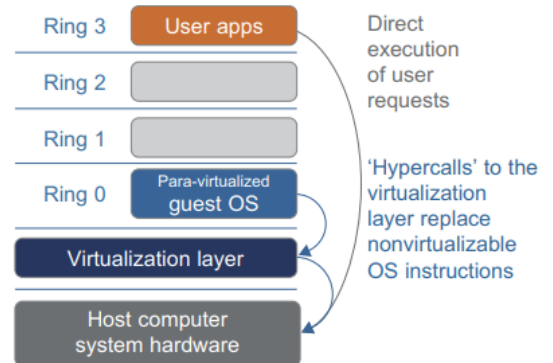 Ring 3
User apps
Direct
execution
of user
requests
Ring 2
Ring 1
Ring 0
Para-virtualized
guest OS
‘Hypercalls’ to the
virtualization
layer replace
nonvirtualizable
OS instructions
Virtualization layer
Host computer
system hardware